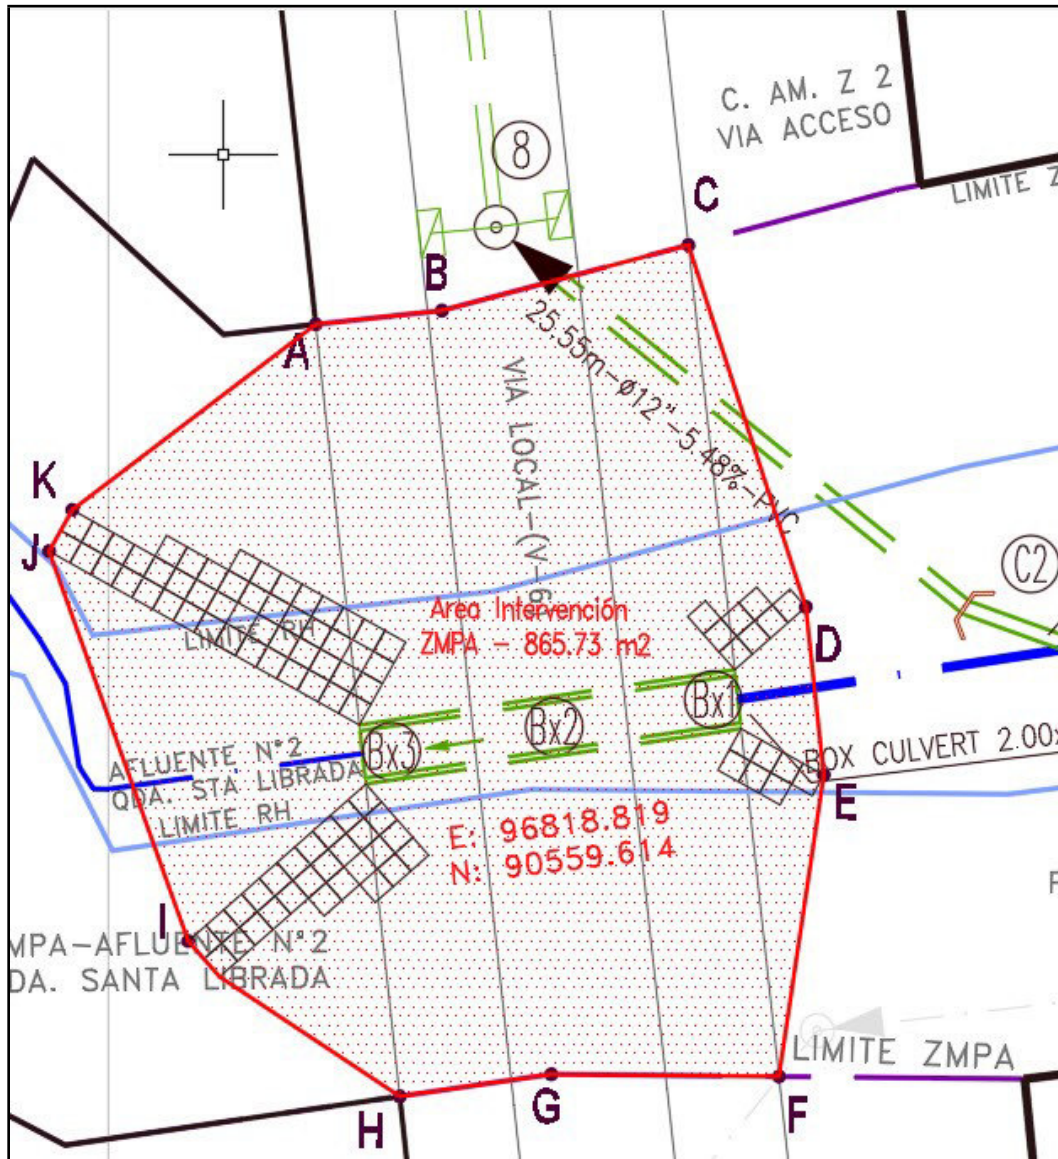 C. AM. Z 2
VIA ACCESO
8
C
LIMITE Z
B
A
25.55m-ø12"-5.48%-PVC
VIA LOCAL-(V-6)
K
J
C2
Area Intervención
ZMPA - 865.73 m2
LIMITE RH
D
Bx1
Bx2
Bx3
BOX CULVERT 2.00x
AFLUENTE N°2
QDA. STA LIBRADA
LIMITE RH
E
E: 96818.819
N: 90559.614
I
MPA-AFLUENTE N°2
DA. SANTA LIBRADA
LIMITE ZMPA
G
F
H